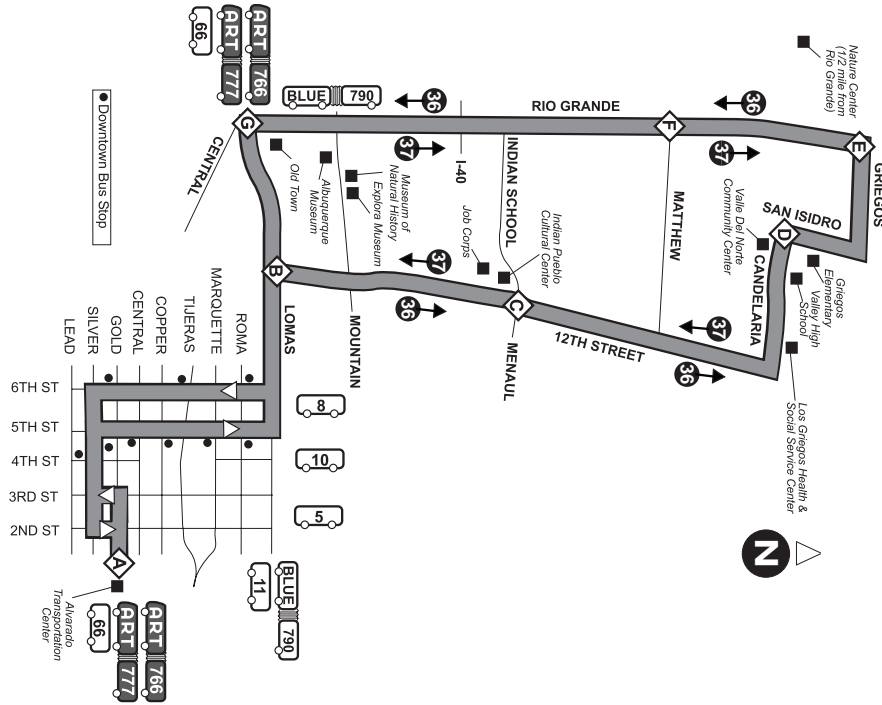 66
ART 777
ART 766
BLUE 790
36
RIO GRANDE
36
Nature Center
(1/2 mile from
Rio Grande)
G
F
E
GRIEGOS
37
I-40
37
CENTRAL
Old Town
Albuquerque
Museum
Museum of
Natural History
Explora Museum
Job Corps
INDIAN SCHOOL
Indian Pueblo
Cultural Center
MATTHEW
Valle Del Norte
Community Center
SAN ISIDRO
D
CANDELARIA
Griegos
Elementary
Valley High
School
Los Griegos Health &
Social Service Center
Downtown Bus Stop
B
37
36
C
12TH STREET
37
36
MENAUL
MOUNTAIN
LOMAS
ROMA
MARQUETTE
TIJERAS
COPPER
CENTRAL
GOLD
SILVER
LEAD
6TH ST
5TH ST
4TH ST
3RD ST
2ND ST
8
10
5
11
BLUE 790
N
A
Alvarado
Transportation
Center
66
ART 777
ART 766